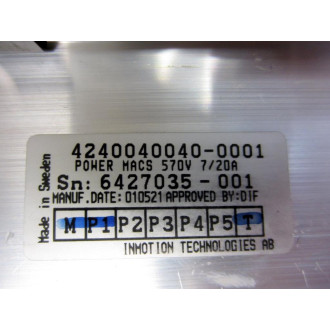 Made in Sweden
4240040040-0001
POWER MACS 570V 7/20A
Sn: 6427035-001
MANUF.DATE:010521 APPROVED BY:DIF
M P1 P2 P3 P4 P5 T
INMOTION TECHNOLOGIES AB